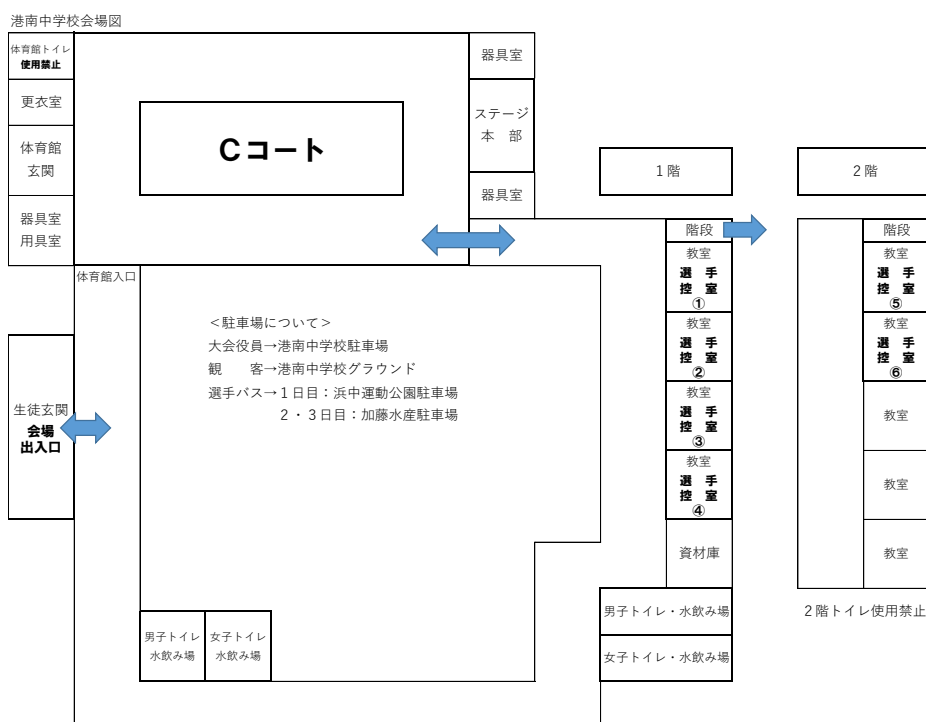 港南中学校会場図
体育館トイレ
使用禁止
更衣室
体育館
玄関
器具室
用具室
Cコート
器具室
ステージ
本　部
器具室
1階
2階
体育館入口
生徒玄関
会場
出入口
＜駐車場について＞
大会役員→港南中学校駐車場
観　　客→港南中学校グラウンド
選手バス→1日目：浜中運動公園駐車場
2・3日目：加藤水産駐車場
階段
教室
選　手
控　室
①
教室
選　手
控　室
②
教室
選　手
控　室
③
教室
選　手
控　室
④
資材庫
男子トイレ・水飲み場
女子トイレ・水飲み場
階段
教室
選　手
控　室
⑤
教室
選　手
控　室
⑥
教室
教室
教室
2階トイレ使用禁止
男子トイレ
水飲み場
女子トイレ
水飲み場